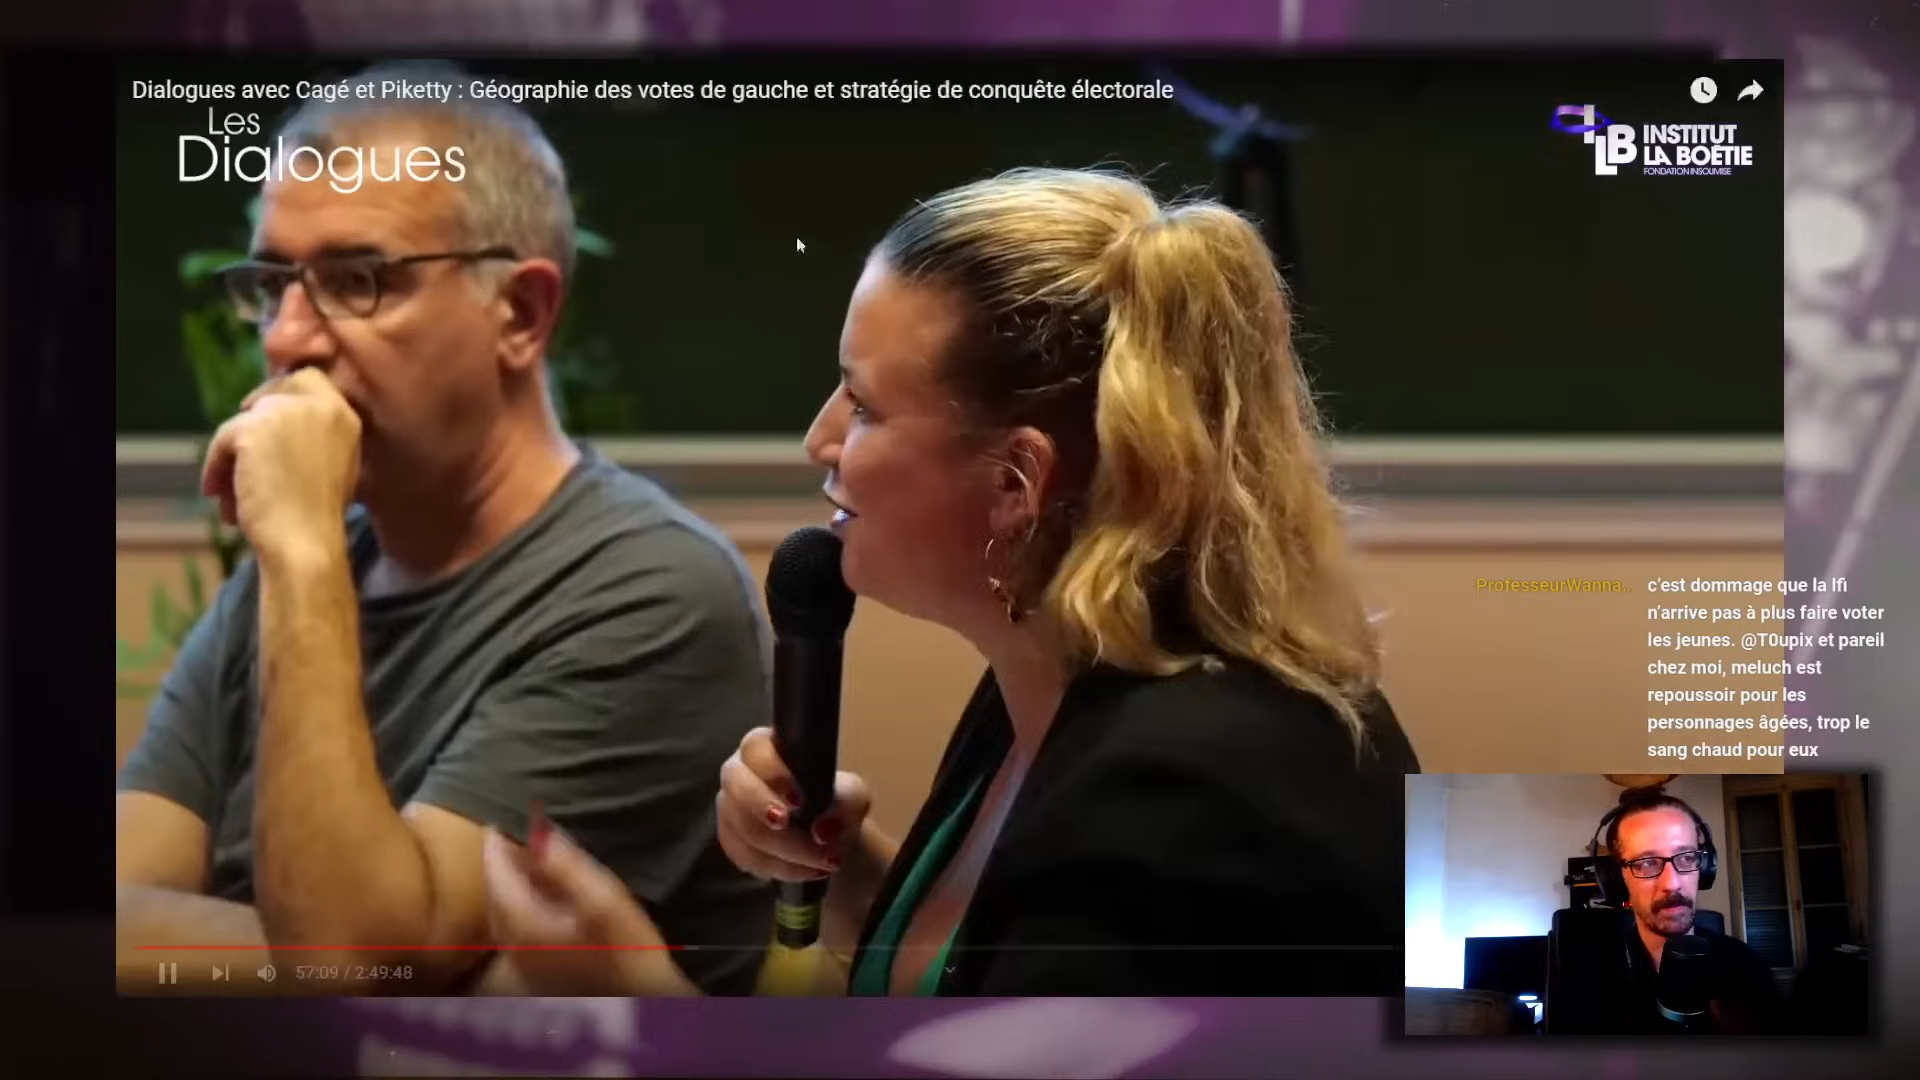 Dialogues avec Cagé et Piketty : Géographie des votes de gauche et stratégie de conquête électorale
Les
Dialogues
ILB INSTITUT
LA BOÉTIE
FONDATION INSOUMISE
ProfesseurWanna.. c'est dommage que la lfi
n'arrive pas à plus faire voter
les jeunes. @T0upix et pareil
chez moi, meluch est
repoussoir pour les
personnages âgées, trop le
sang chaud pour eux
57:09 / 2:49:48